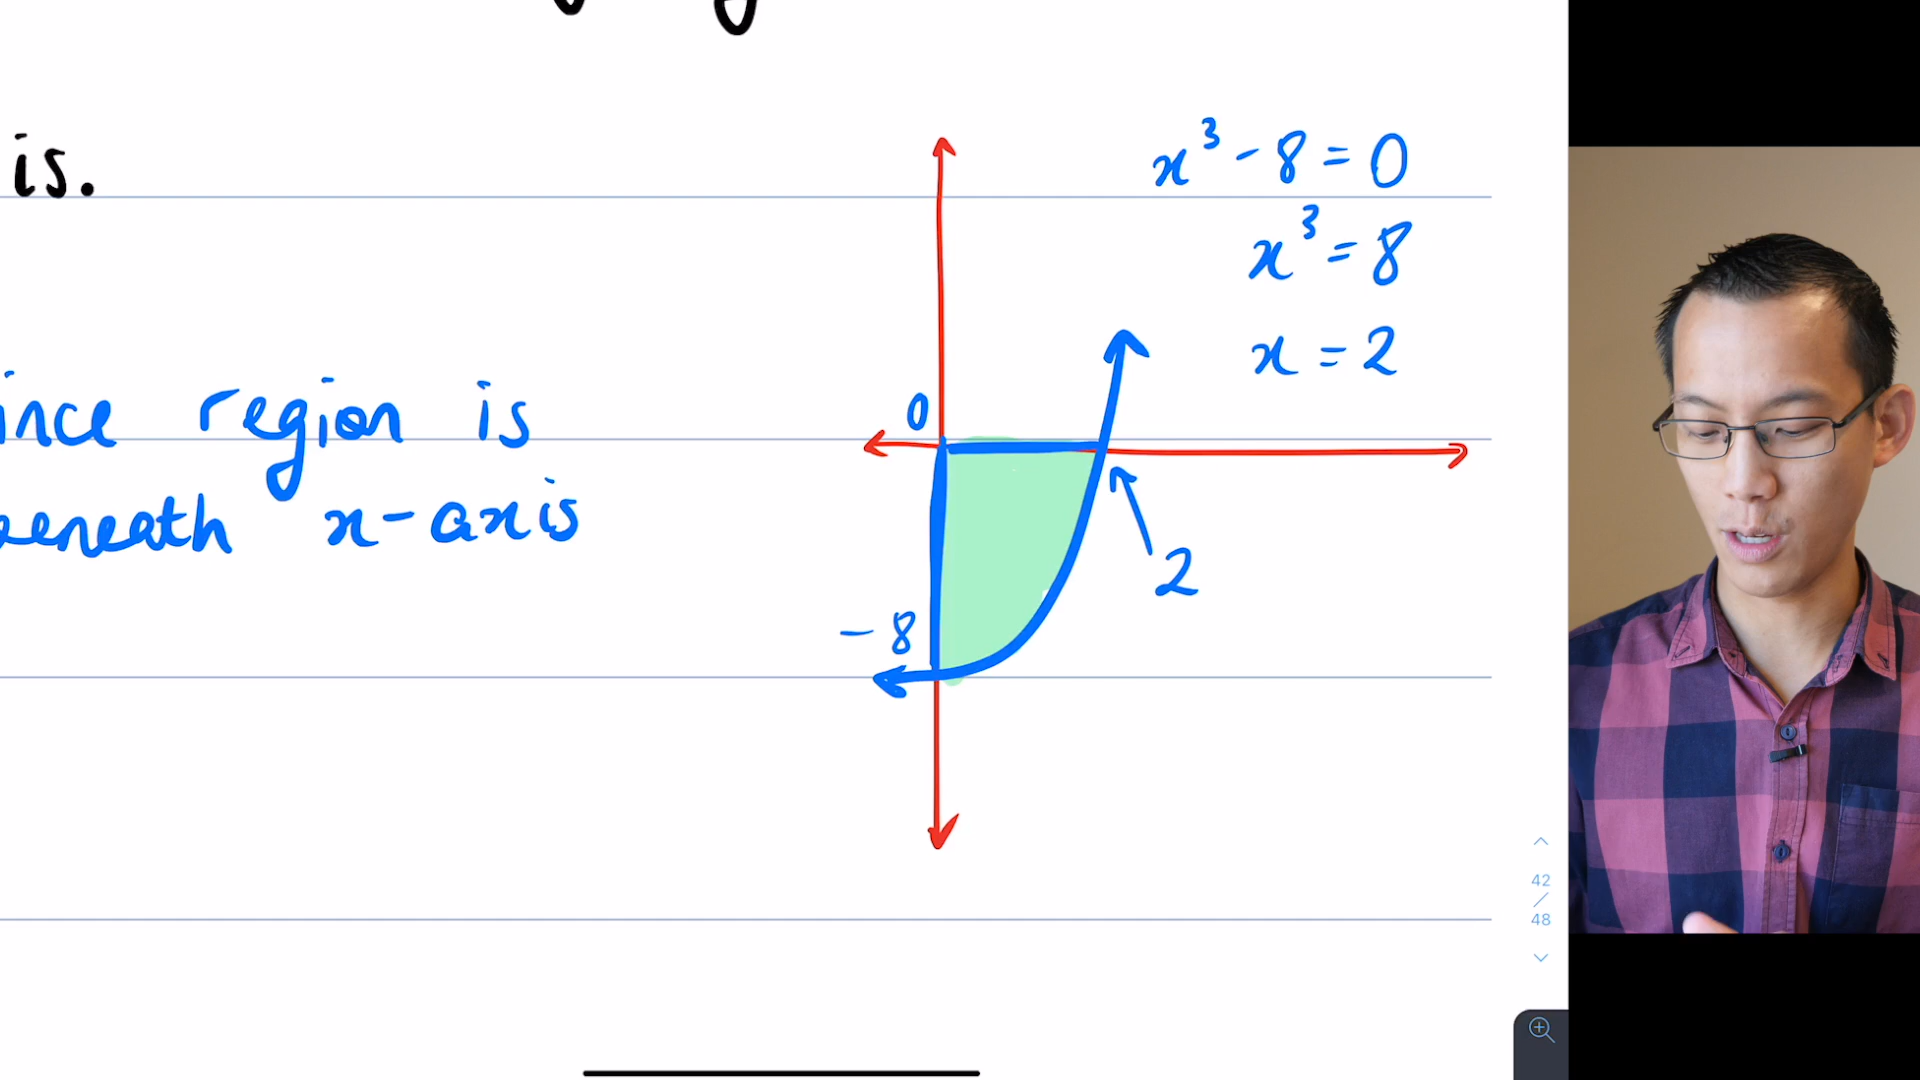 is.
x³ - 8 = 0
x³ = 8
x = 2
0
ince region is
eneath x-axis
2
-8
42
/
48